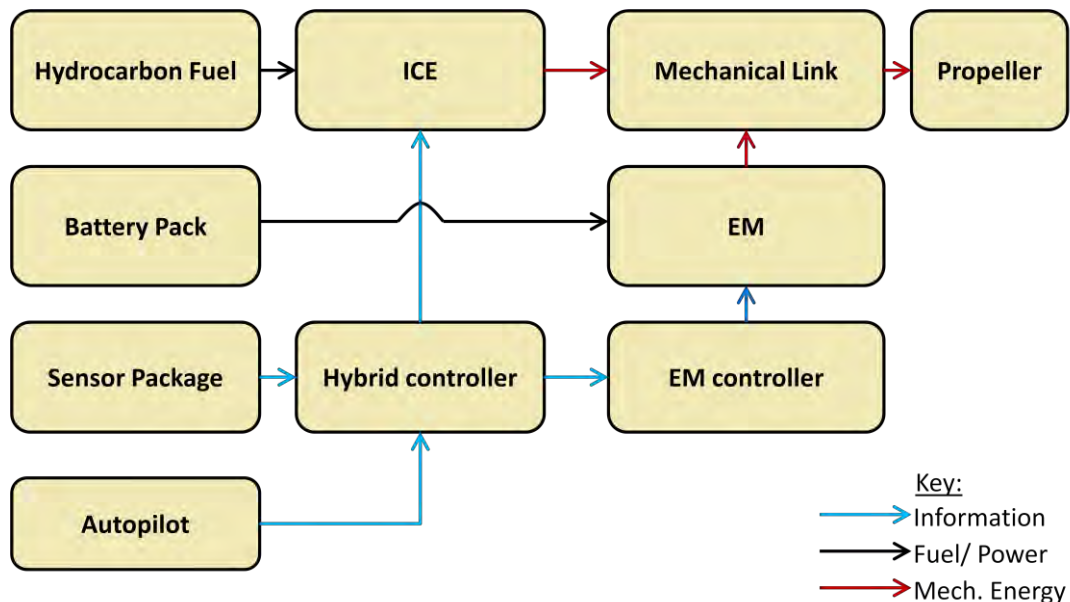 Hydrocarbon Fuel
ICE
Mechanical Link
Propeller
Battery Pack
EM
Sensor Package
Hybrid controller
EM controller
Autopilot
Key:
Information
Fuel/ Power
Mech. Energy